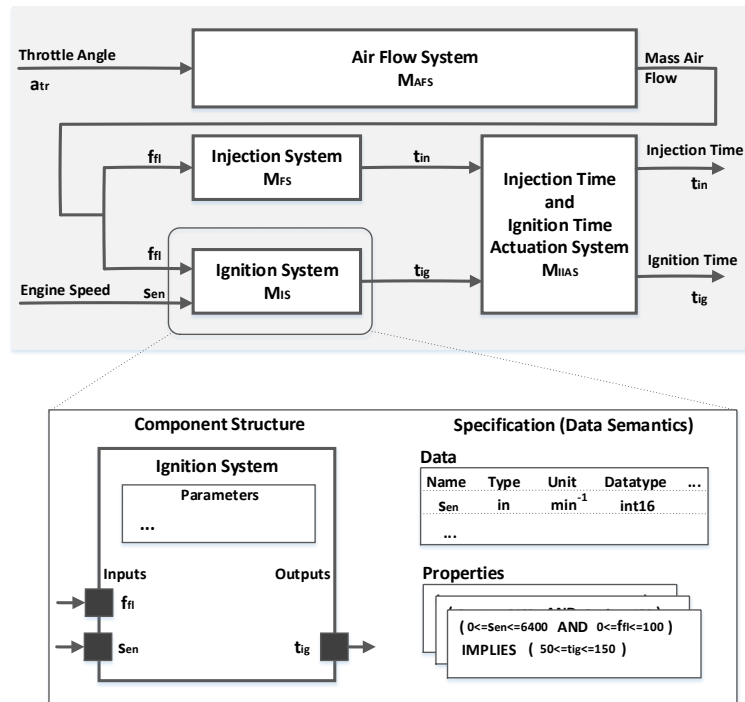 Throttle Angle
atr
Air Flow System
MAFS
Mass Air
Flow
ffl
Injection System
MFS
tin
Injection Time
and
Ignition Time
Actuation System
MIIAS
Injection Time
tin
ffl
Engine Speed
sen
Ignition System
MIS
tig
Ignition Time
tig
Component Structure
Ignition System
Parameters
...
Inputs
Outputs
ffl
sen
tig
Specification (Data Semantics)
Data
Name Type Unit Datatype ...
sen in min-1 int16
...
Properties
( 0<=sen<=6400 AND 0<=ffl<=100 )
IMPLIES ( 50<=tig<=150 )